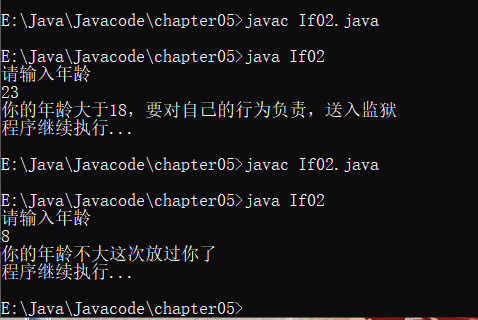 E:\Java\Javacode\chapter05>javac If02.java
E:\Java\Javacode\chapter05>java If02
请输入年龄
23
你的年龄大于18，要对自己的行为负责，送入监狱
程序继续执行...
E:\Java\Javacode\chapter05>javac If02.java
E:\Java\Javacode\chapter05>java If02
请输入年龄
8
你的年龄不大这次放过你了
程序继续执行...
E:\Java\Javacode\chapter05>